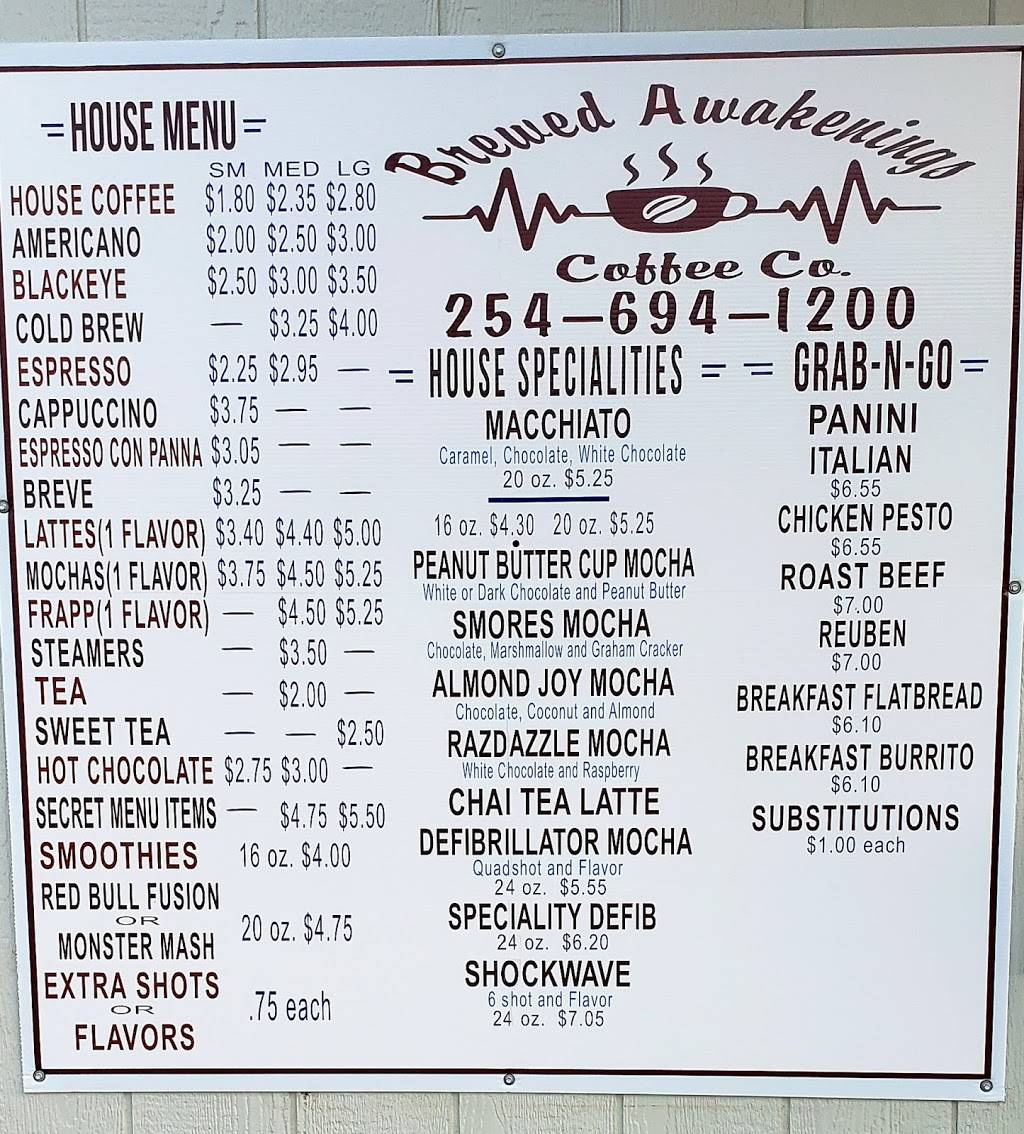 HOUSE MENU
SM MED LG
HOUSE COFFEE $1.80 $2.35 $2.80
AMERICANO $2.00 $2.50 $3.00
BLACKEYE $2.50 $3.00 $3.50
COLD BREW — $3.25 $4.00
ESPRESSO $2.25 $2.95 —
CAPPUCCINO $3.75 — —
ESPRESSO CON PANNA $3.05 — —
BREVE $3.25 — —
LATTES(1 FLAVOR) $3.40 $4.40 $5.00
MOCHAS(1 FLAVOR) $3.75 $4.50 $5.25
FRAPP(1 FLAVOR) — $4.50 $5.25
STEAMERS — $3.50 —
TEA — $2.00 —
SWEET TEA — — $2.50
HOT CHOCOLATE $2.75 $3.00 —
SECRET MENU ITEMS — $4.75 $5.50
SMOOTHIES 16 oz. $4.00
RED BULL FUSION
OR
MONSTER MASH
20 oz. $4.75
EXTRA SHOTS
OR
FLAVORS
.75 each
Brewed Awakenings
Coffee Co.
254-694-1200
HOUSE SPECIALITIES
MACCHIATO
Caramel, Chocolate, White Chocolate
20 oz. $5.25
16 oz. $4.30 20 oz. $5.25
PEANUT BUTTER CUP MOCHA
White or Dark Chocolate and Peanut Butter
SMORES MOCHA
Chocolate, Marshmallow and Graham Cracker
ALMOND JOY MOCHA
Chocolate, Coconut and Almond
RAZDAZZLE MOCHA
White Chocolate and Raspberry
CHAI TEA LATTE
DEFIBRILLATOR MOCHA
Quadshot and Flavor
24 oz. $5.55
SPECIALITY DEFIB
24 oz. $6.20
SHOCKWAVE
6 shot and Flavor
24 oz. $7.05
GRAB-N-GO
PANINI
ITALIAN
$6.55
CHICKEN PESTO
$6.55
ROAST BEEF
$7.00
REUBEN
$7.00
BREAKFAST FLATBREAD
$6.10
BREAKFAST BURRITO
$6.10
SUBSTITUTIONS
$1.00 each